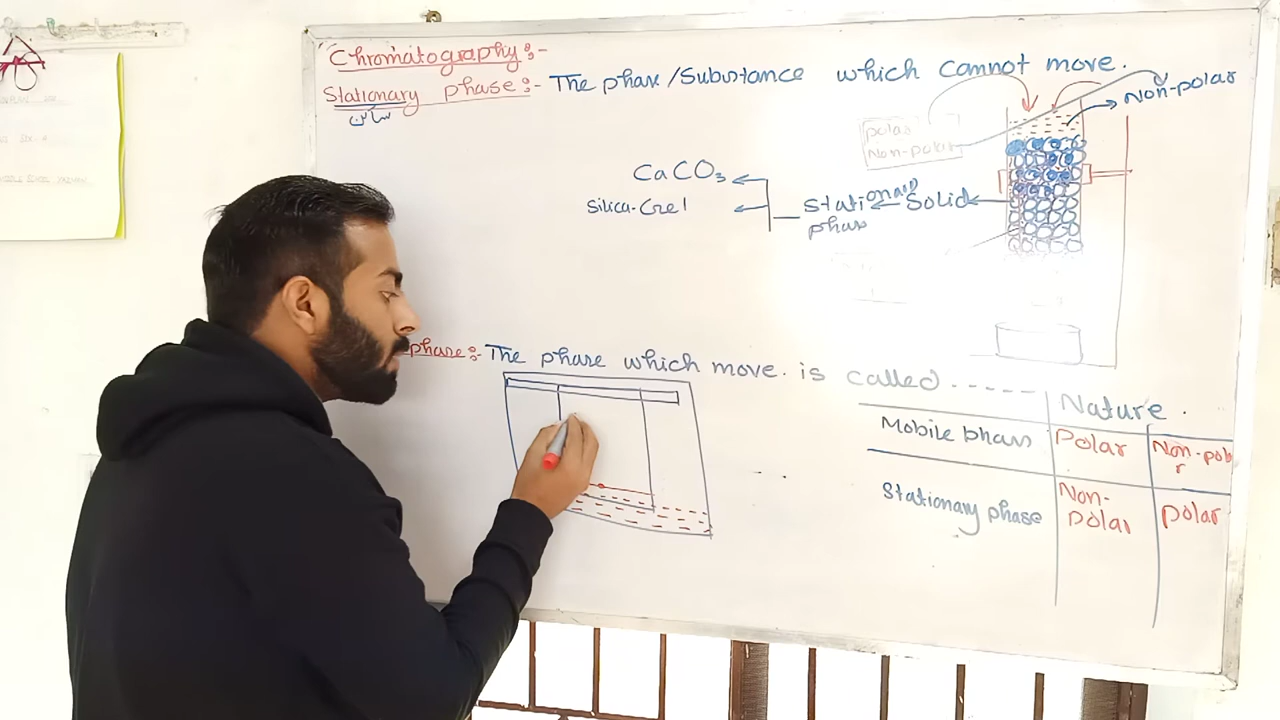 Chromatography:-
Stationary phase:- The phase/Substance which cannot move.
ساکن
Non-polar
polar
Non-polar
CaCO3
Silica-Gel
Stationary phase
Solid
phase:- The phase which move. is called -----
Nature.
Mobile phase Polar Non-polar
Stationary phase Non-polar polar